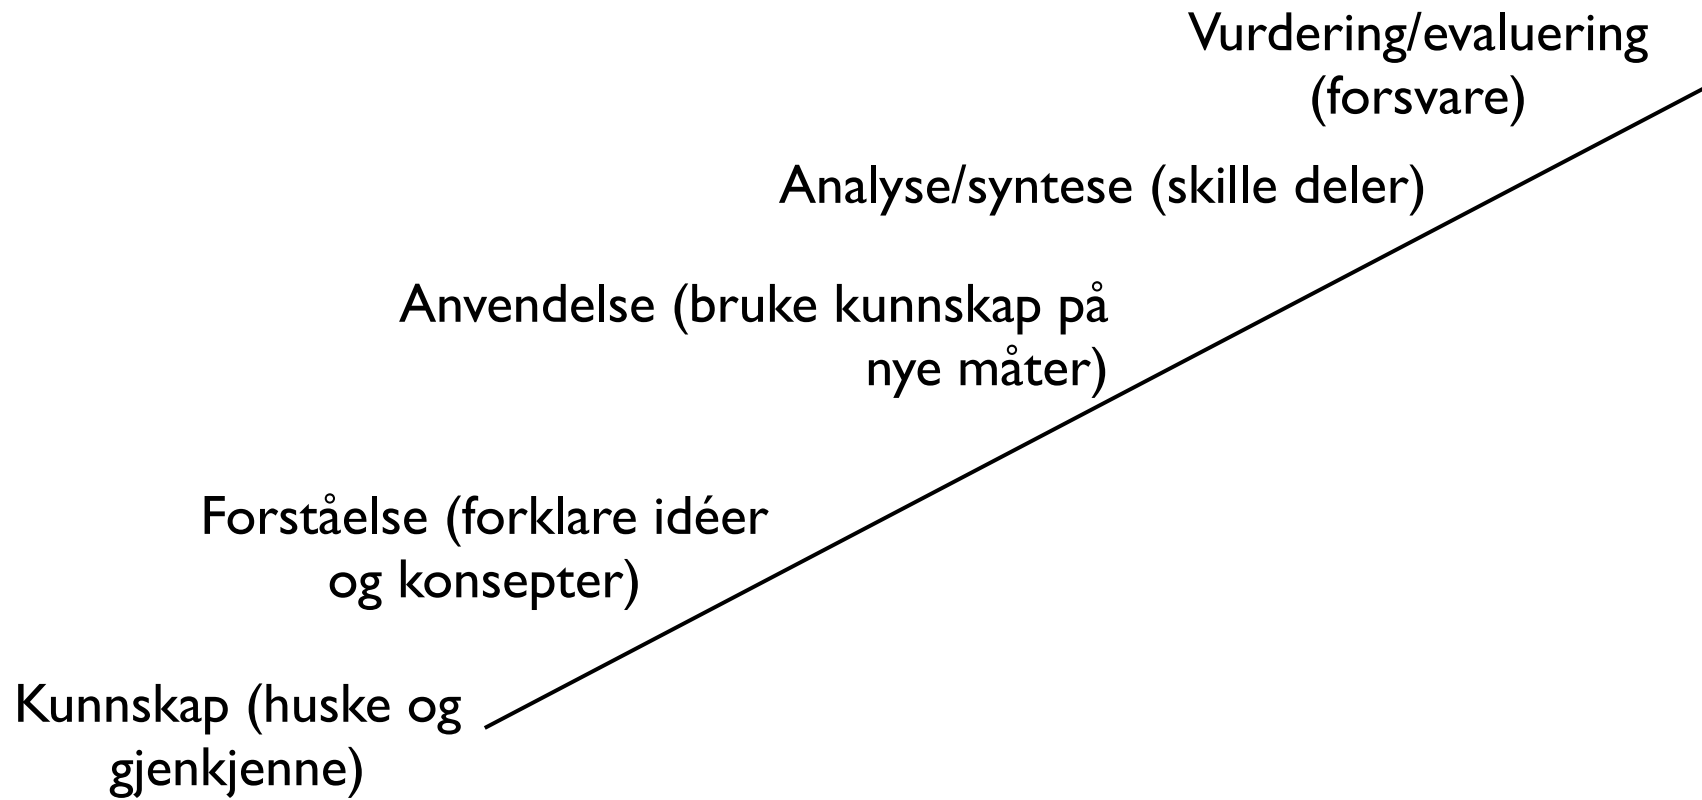 Vurdering/evaluering
(forsvare)
Analyse/syntese (skille deler)
Anvendelse (bruke kunnskap på
nye måter)
Forståelse (forklare idéer
og konsepter)
Kunnskap (huske og
gjenkjenne)